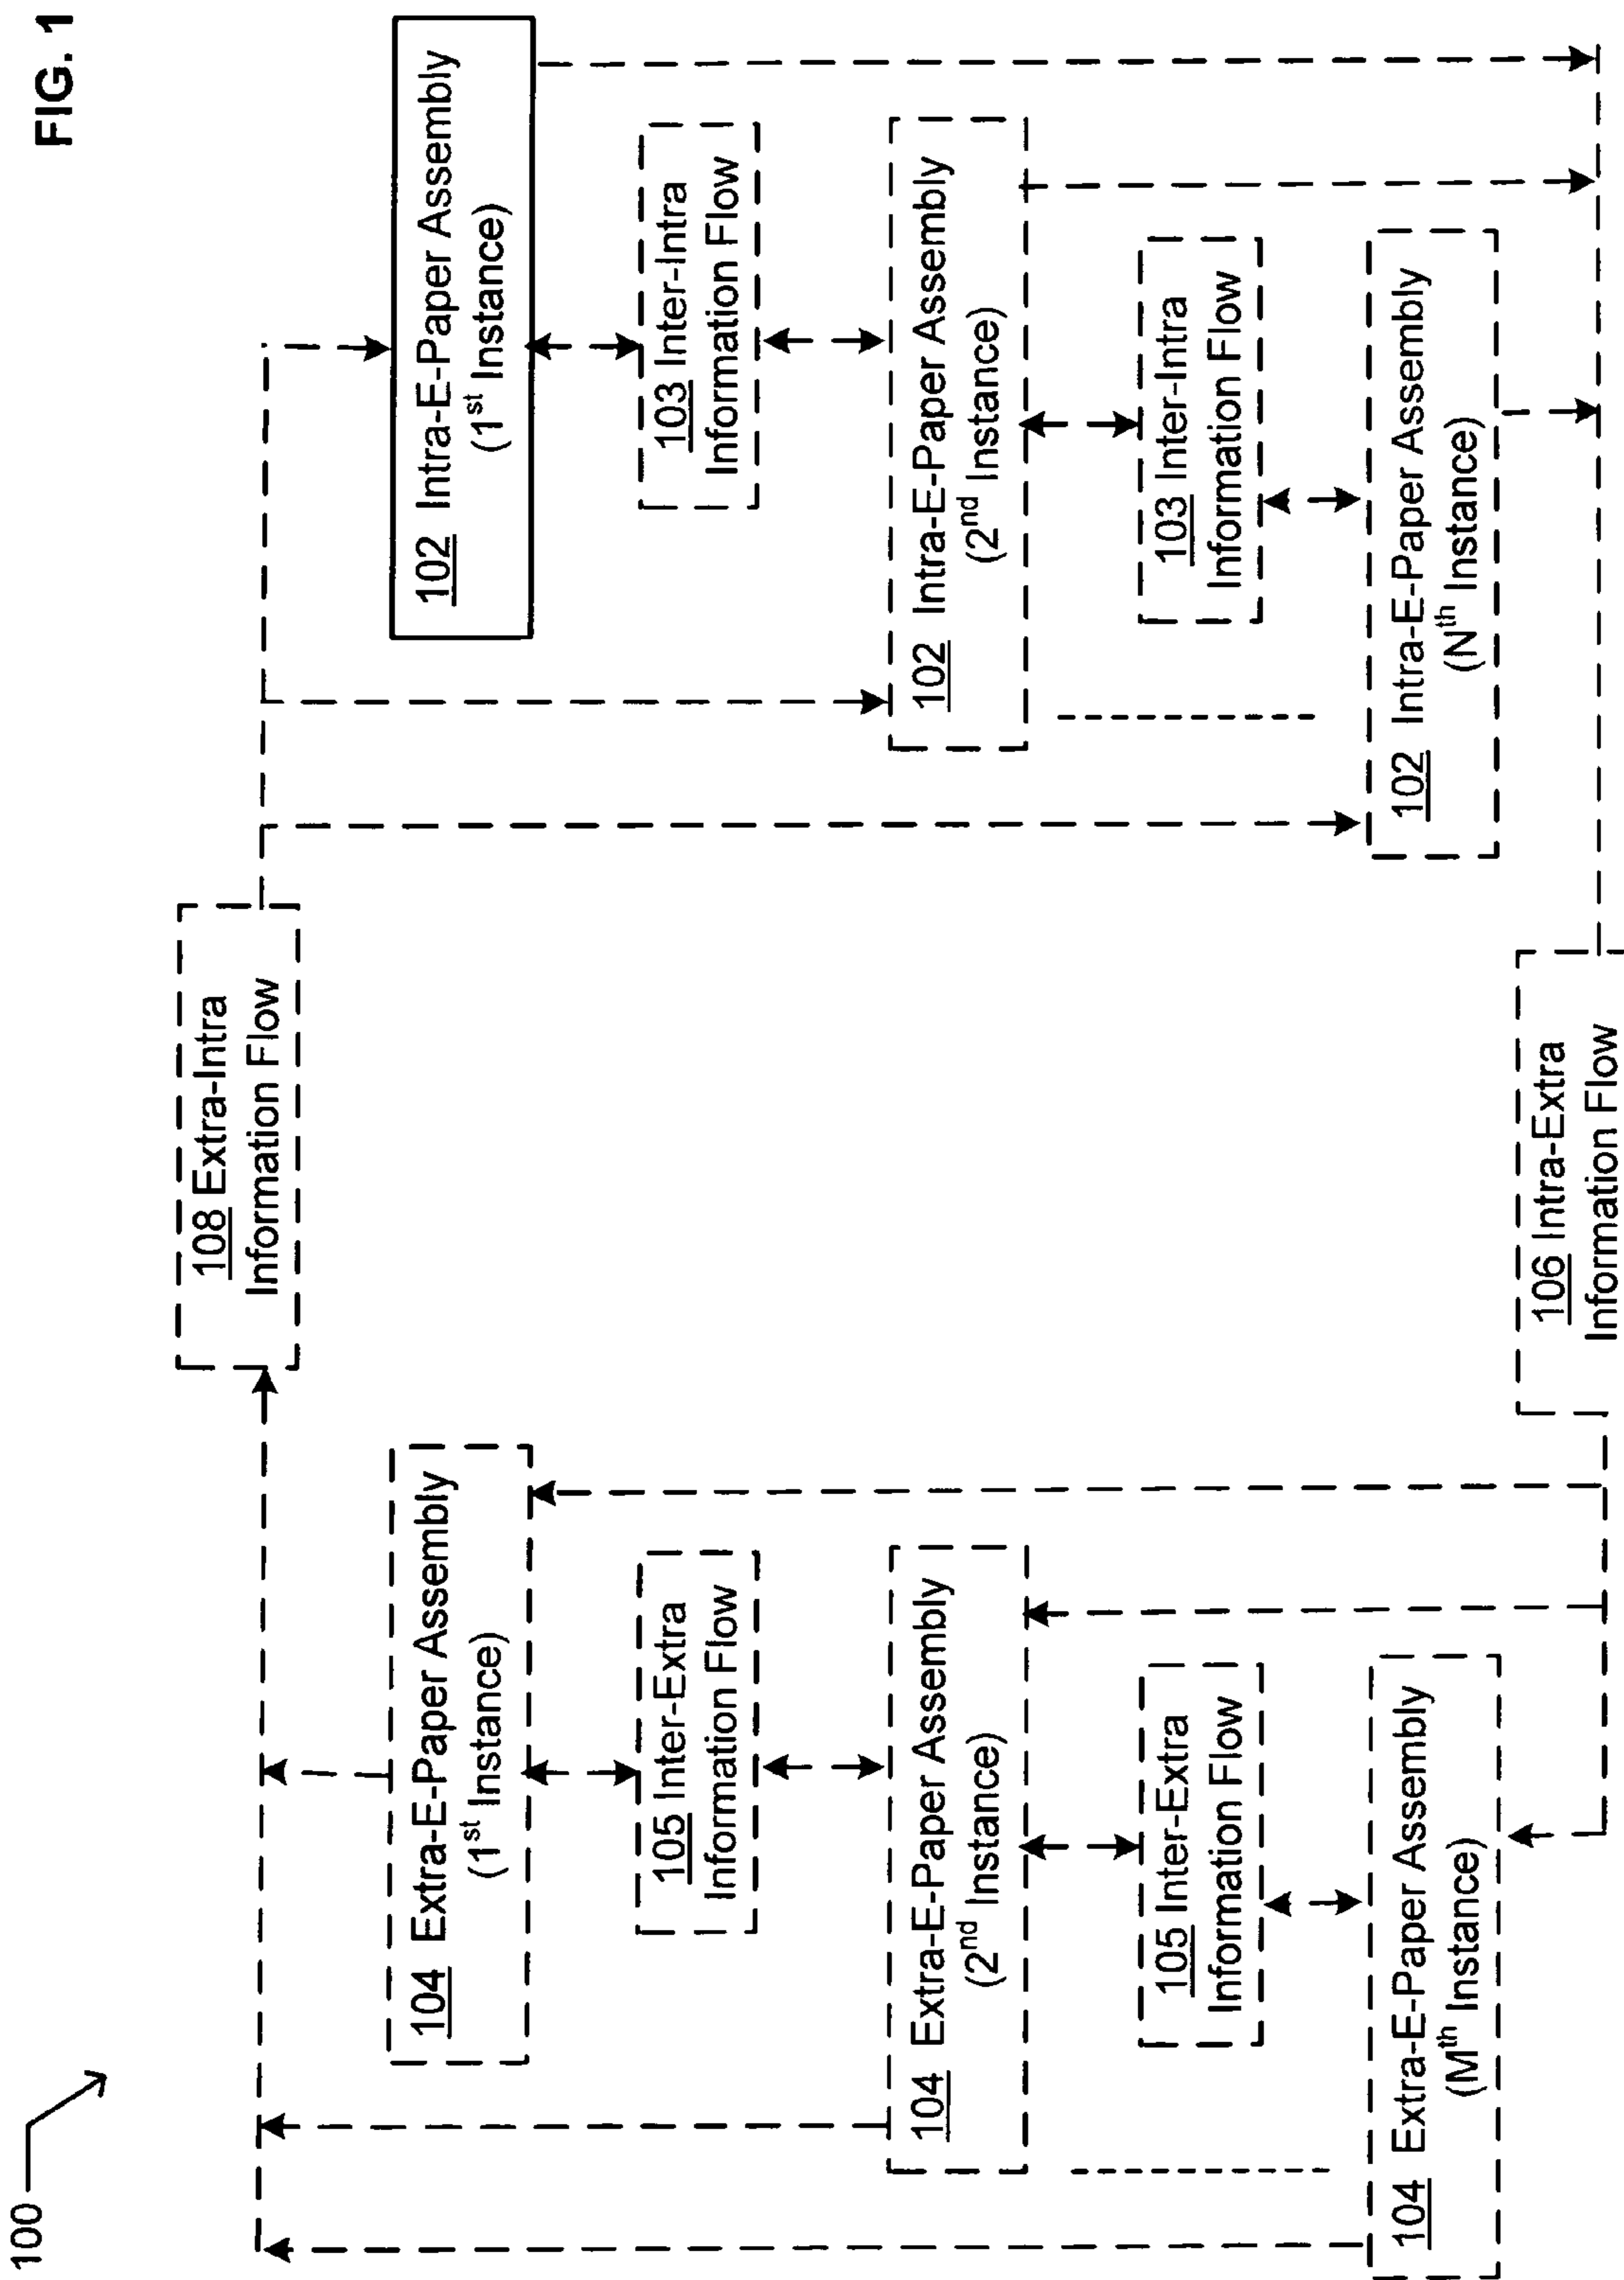 FIG. 1
100
108 Extra-Intra
Information Flow
104 Extra-E-Paper Assembly
(1st Instance)
102 Intra-E-Paper Assembly
(1st Instance)
105 Inter-Extra
Information Flow
103 Inter-Intra
Information Flow
104 Extra-E-Paper Assembly
(2nd Instance)
102 Intra-E-Paper Assembly
(2nd Instance)
105 Inter-Extra
Information Flow
103 Inter-Intra
Information Flow
104 Extra-E-Paper Assembly
(Mth Instance)
102 Intra-E-Paper Assembly
(Nth Instance)
106 Intra-Extra
Information Flow